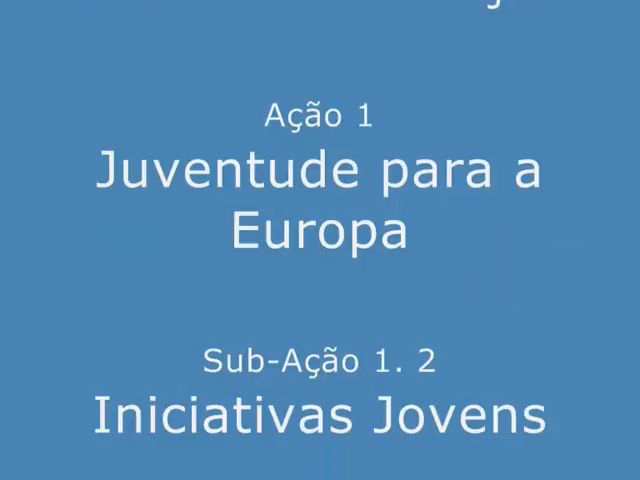 Ação 1
Juventude para a
Europa
Sub-Ação 1. 2
Iniciativas Jovens